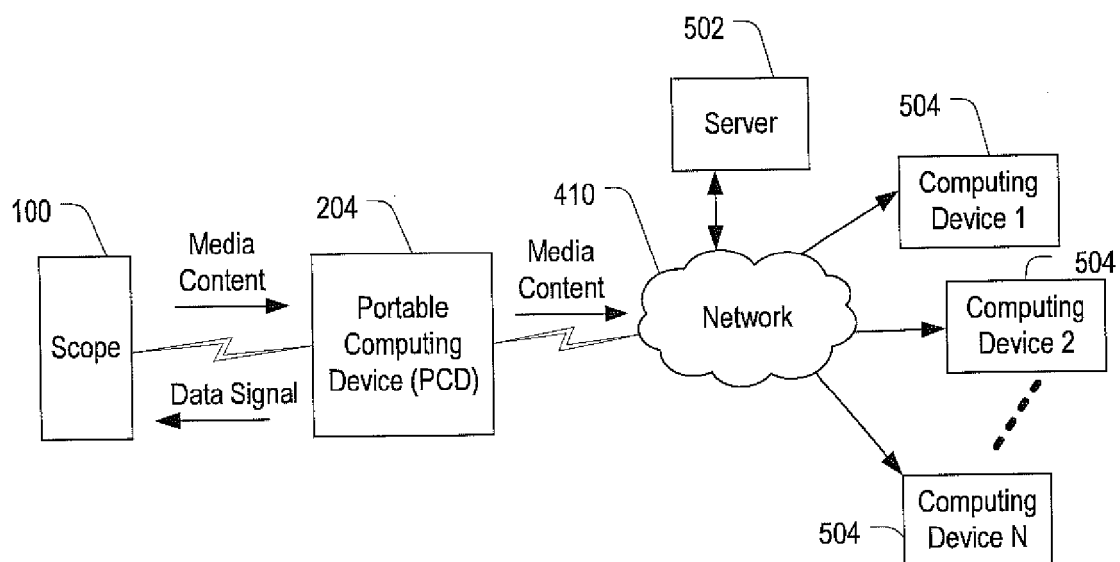 502
Server
504
Computing
Device 1
100
204
410
Media
Content
Media
Content
504
Scope
Portable
Computing
Device (PCD)
Network
Computing
Device 2
Data Signal
504
Computing
Device N